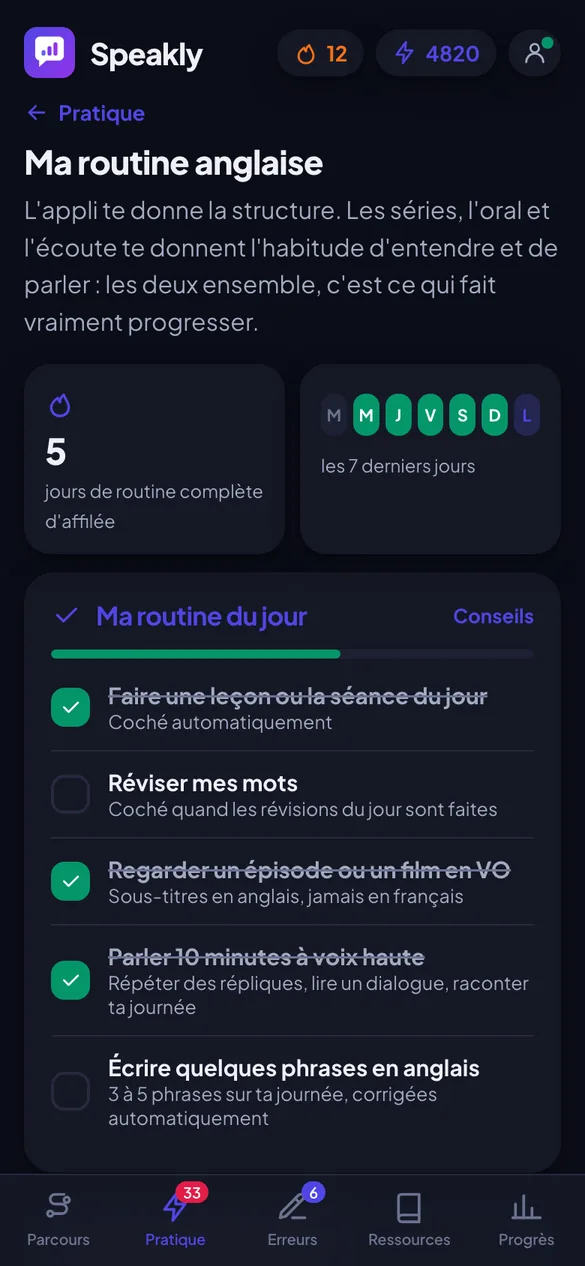 Speakly
12
4820
← Pratique
Ma routine anglaise
L'appli te donne la structure. Les séries, l'oral et
l'écoute te donnent l'habitude d'entendre et de
parler : les deux ensemble, c'est ce qui fait
vraiment progresser.
5
jours de routine complète
d'affilée
M M J V S D L
les 7 derniers jours
Ma routine du jour
Conseils
Faire une leçon ou la séance du jour
Coché automatiquement
Réviser mes mots
Coché quand les révisions du jour sont faites
Regarder un épisode ou un film en VO
Sous-titres en anglais, jamais en français
Parler 10 minutes à voix haute
Répéter des répliques, lire un dialogue, raconter
ta journée
Écrire quelques phrases en anglais
3 à 5 phrases sur ta journée, corrigées
automatiquement
33
6
Parcours
Pratique
Erreurs
Ressources
Progrès